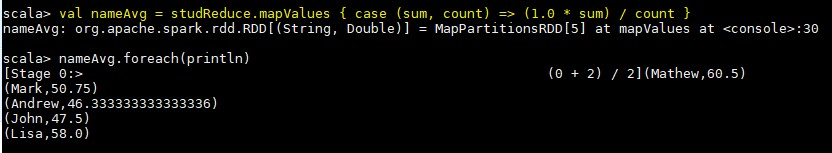 scala> val nameAvg = studReduce.mapValues { case (sum, count) => (1.0 * sum) / count }
nameAvg: org.apache.spark.rdd.RDD[(String, Double)] = MapPartitionsRDD[5] at mapValues at <console>:30
scala> nameAvg.foreach(println)
[Stage 0:> (0 + 2) / 2](Mathew,60.5)
(Mark,50.75)
(Andrew,46.333333333333336)
(John,47.5)
(Lisa,58.0)